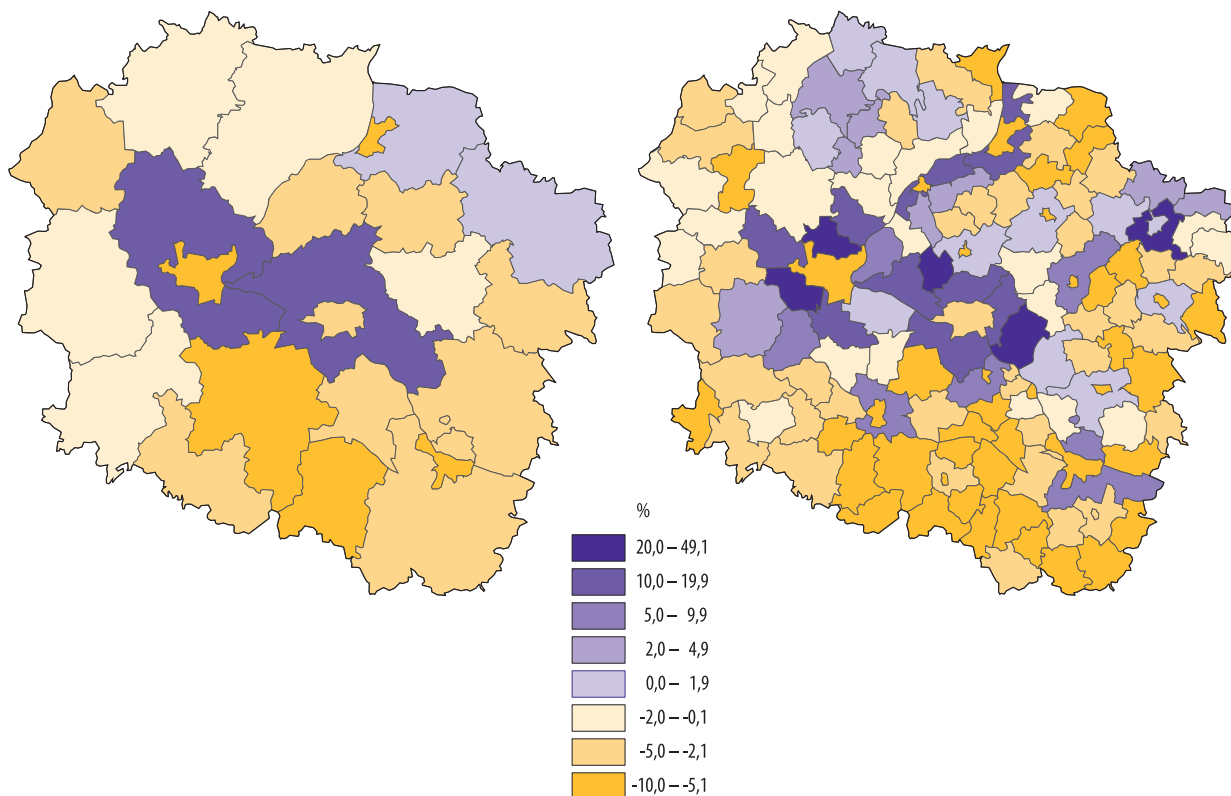 %
20,0 – 49,1
10,0 – 19,9
5,0 – 9,9
2,0 – 4,9
0,0 – 1,9
-2,0 – -0,1
-5,0 – -2,1
-10,0 – -5,1